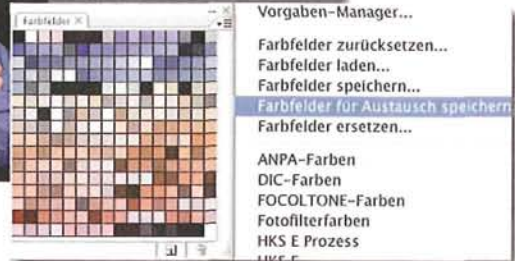 Farbfelder ×
Vorgaben-Manager...
Farbfelder zurücksetzen...
Farbfelder laden...
Farbfelder speichern...
Farbfelder für Austausch speichern
Farbfelder ersetzen...
ANPA-Farben
DIC-Farben
FOCOLTONE-Farben
Fotofilterfarben
HKS E Prozess
HKS E